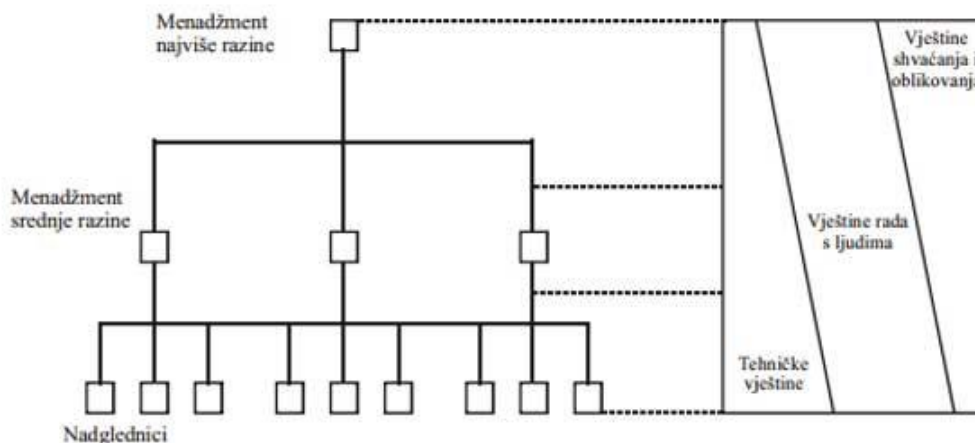 Menadžment
najviše razine
Vještine
shvaćanja i
oblikovanja
Menadžment
srednje razine
Vještine rada
s ljudima
Tehničke
vještine
Nadglednici